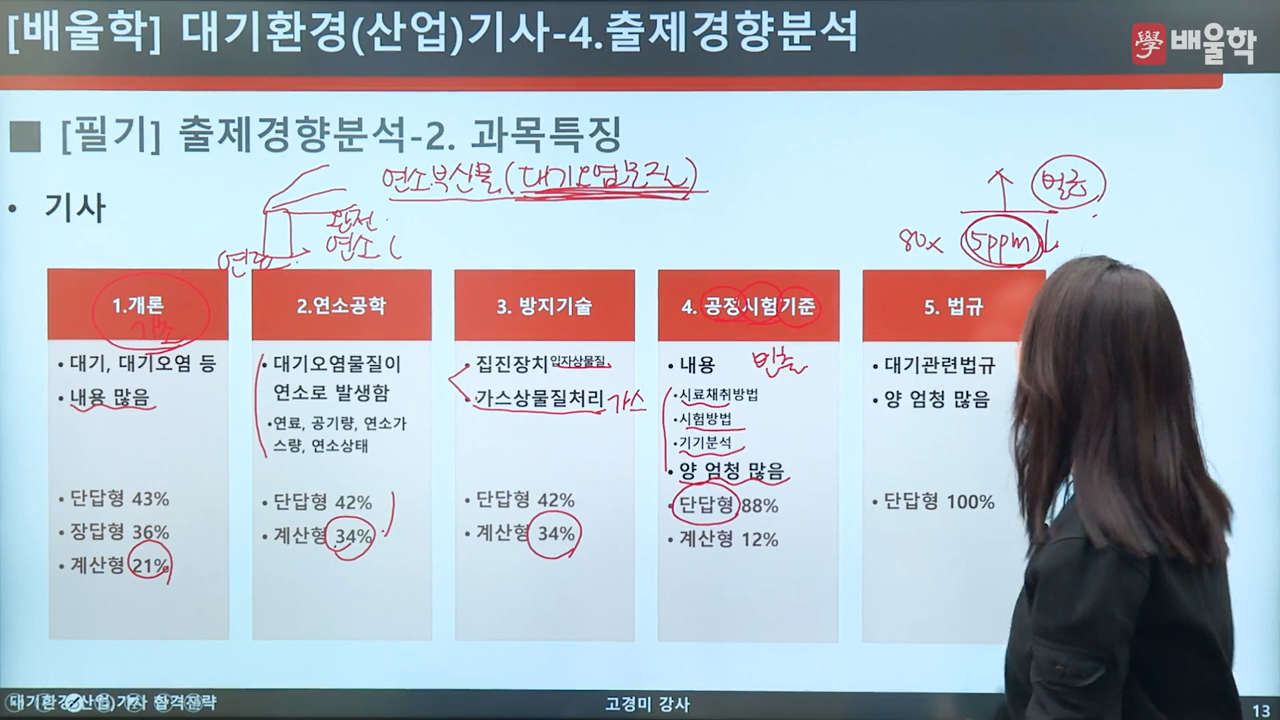 [배울학] 대기환경(산업)기사-4.출제경향분석
學 배울학
■ [필기] 출제경향분석-2. 과목특징
연소부산물 (대기오염물질)
벌금
• 기사
완전
연소 (
연료
80x 5ppm
1.개론
기초
• 대기, 대기오염 등
• 내용 많음
• 단답형 43%
• 장답형 36%
• 계산형 21%
2.연소공학
• 대기오염물질이
연소로 발생함
• 연료, 공기량, 연소가
스량, 연소상태
• 단답형 42%
• 계산형 34%
3. 방지기술
• 집진장치 입자상물질
• 가스상물질처리 가스
• 단답형 42%
• 계산형 34%
4. 공정시험기준
• 내용 빈출
• 시료채취방법
• 시험방법
• 기기분석
• 양 엄청 많음
• 단답형 88%
• 계산형 12%
5. 법규
• 대기관련법규
• 양 엄청 많음
• 단답형 100%
대기환경(산업)기사 합격전략
고경미 강사
13